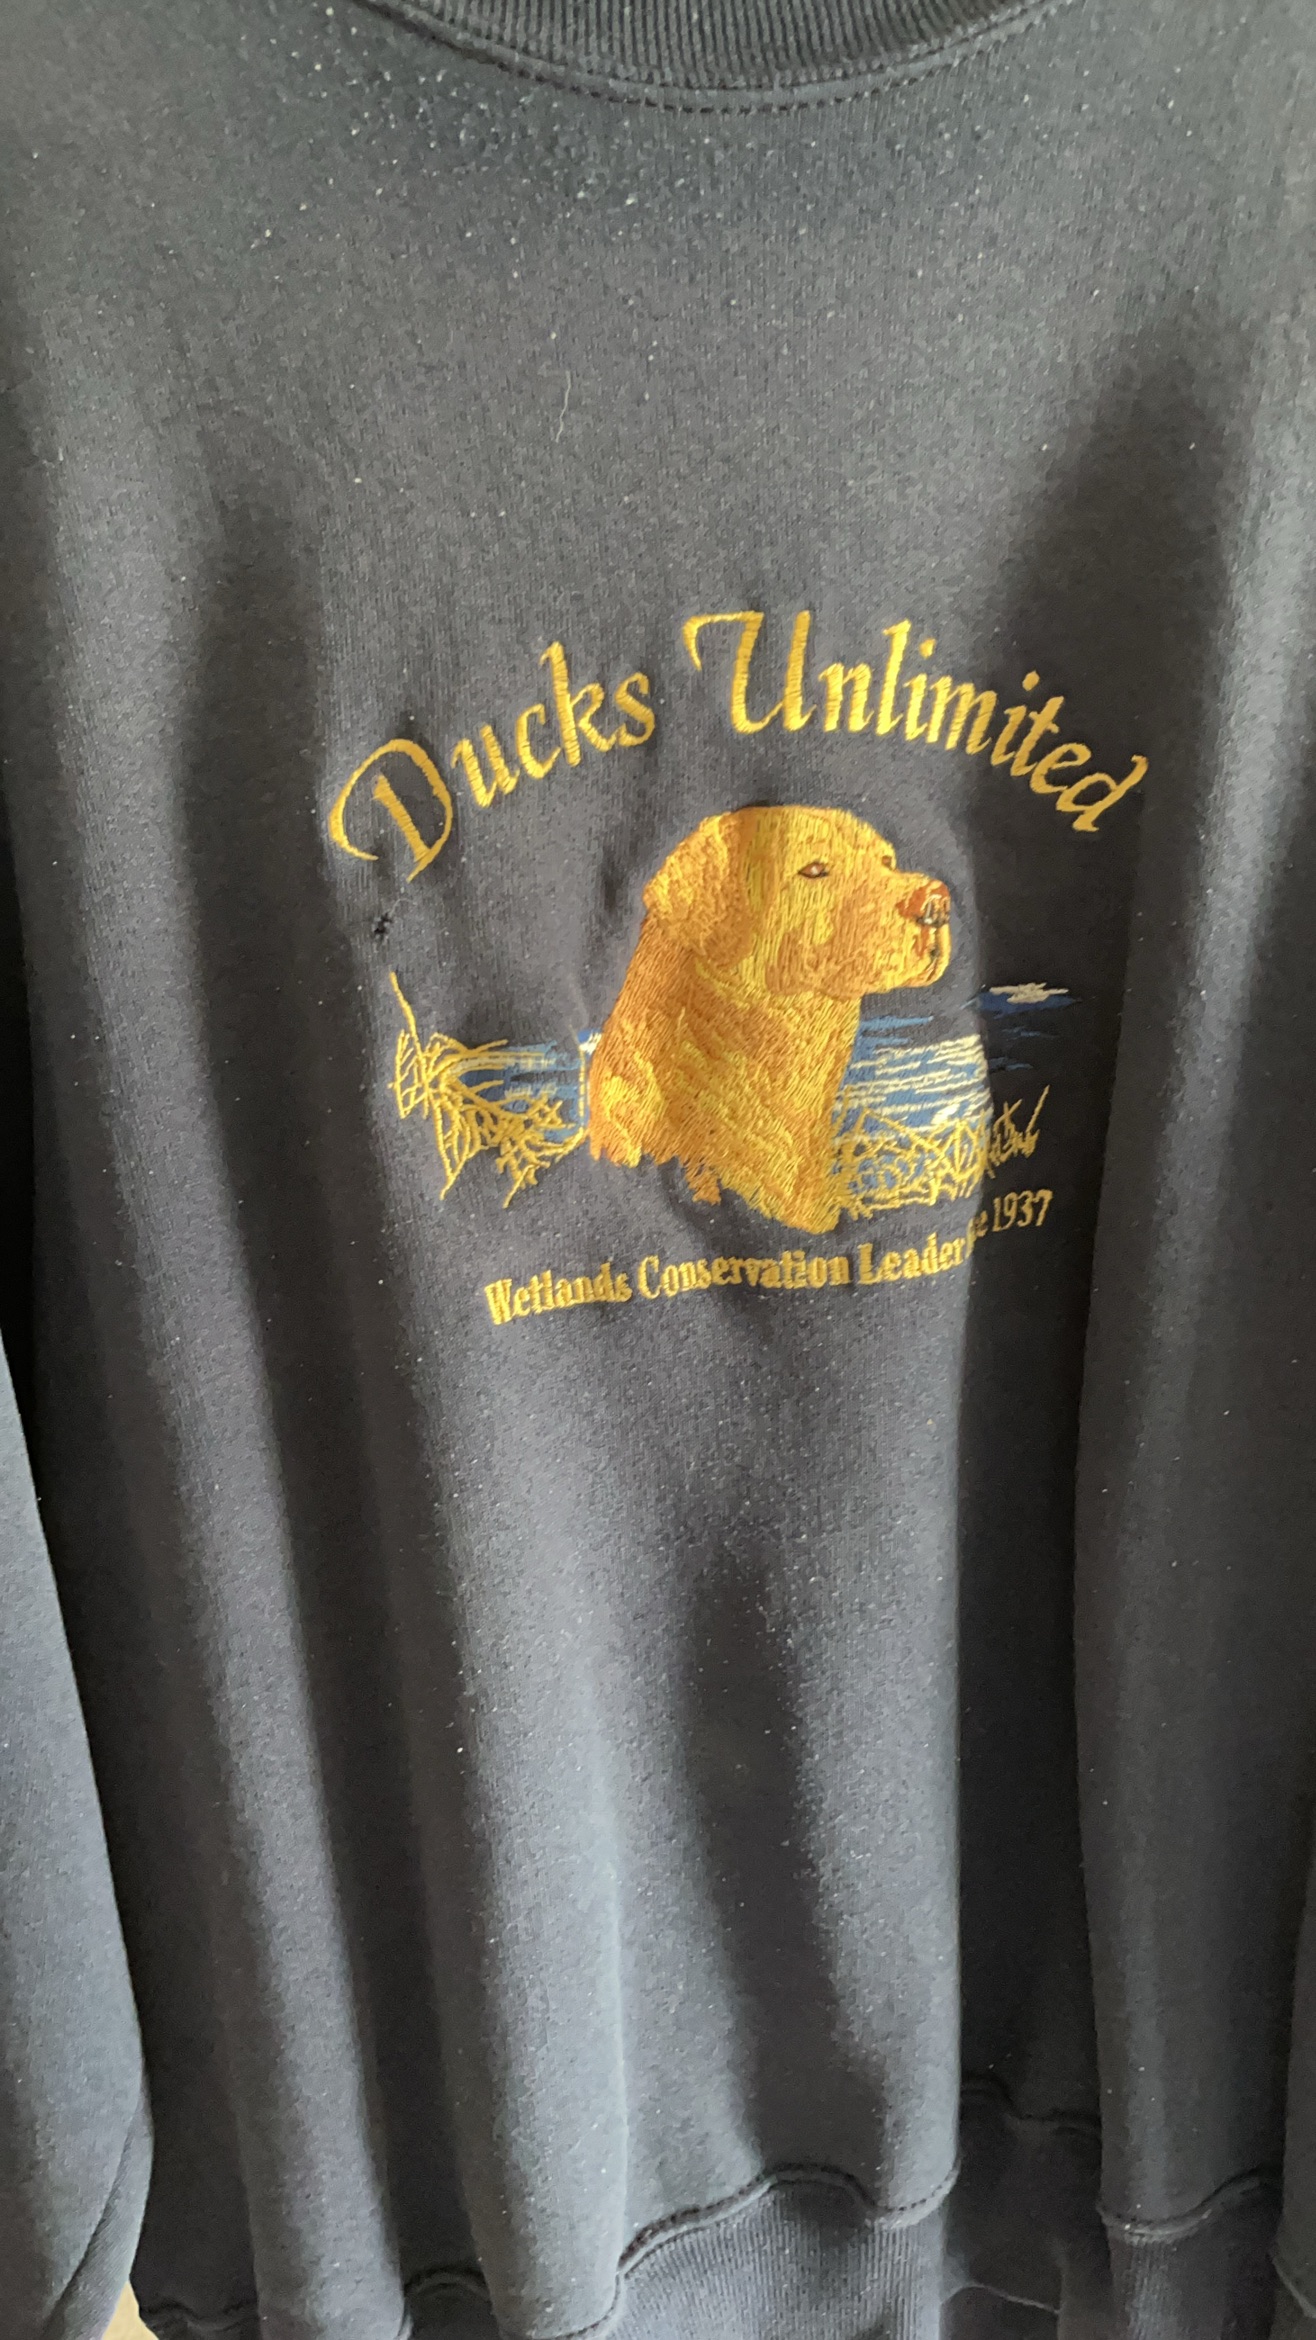 Ducks Unlimited
Wetlands Conservation Leader 1937